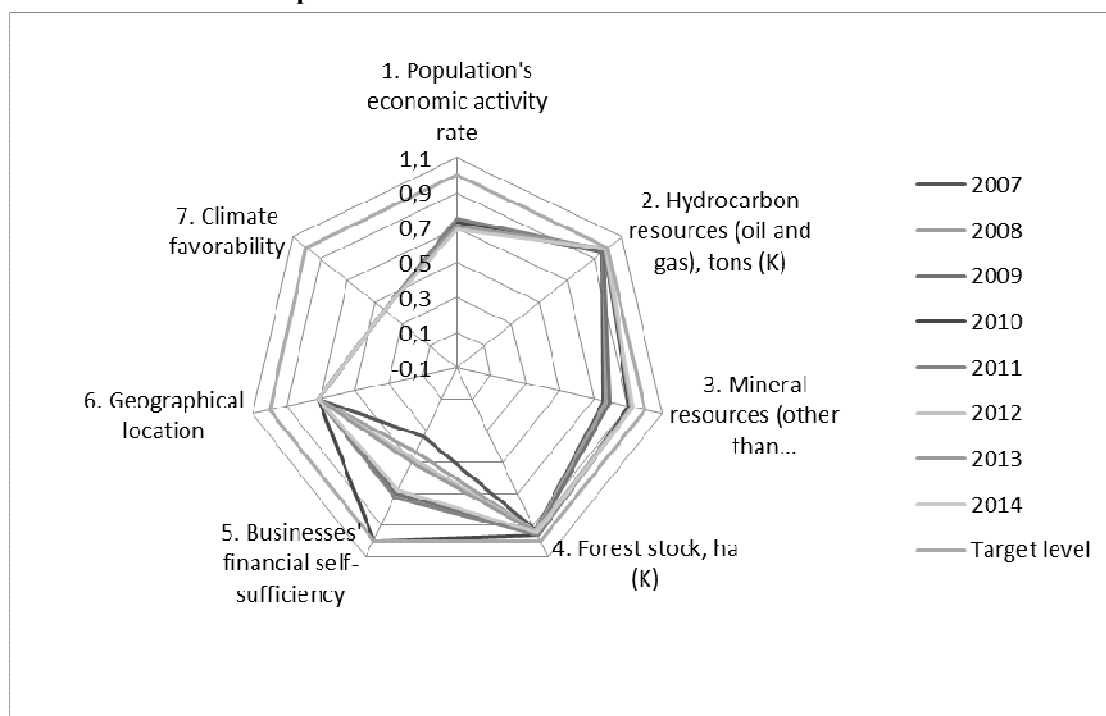 1. Population's
economic activity
rate
1,1
0,9
0,7
0,5
0,3
0,1
-0,1
2. Hydrocarbon
resources (oil and
gas), tons (K)
3. Mineral
resources (other
than...
4. Forest stock, ha
(K)
5. Businesses'
financial self-
sufficiency
6. Geographical
location
7. Climate
favorability
2007
2008
2009
2010
2011
2012
2013
2014
Target level